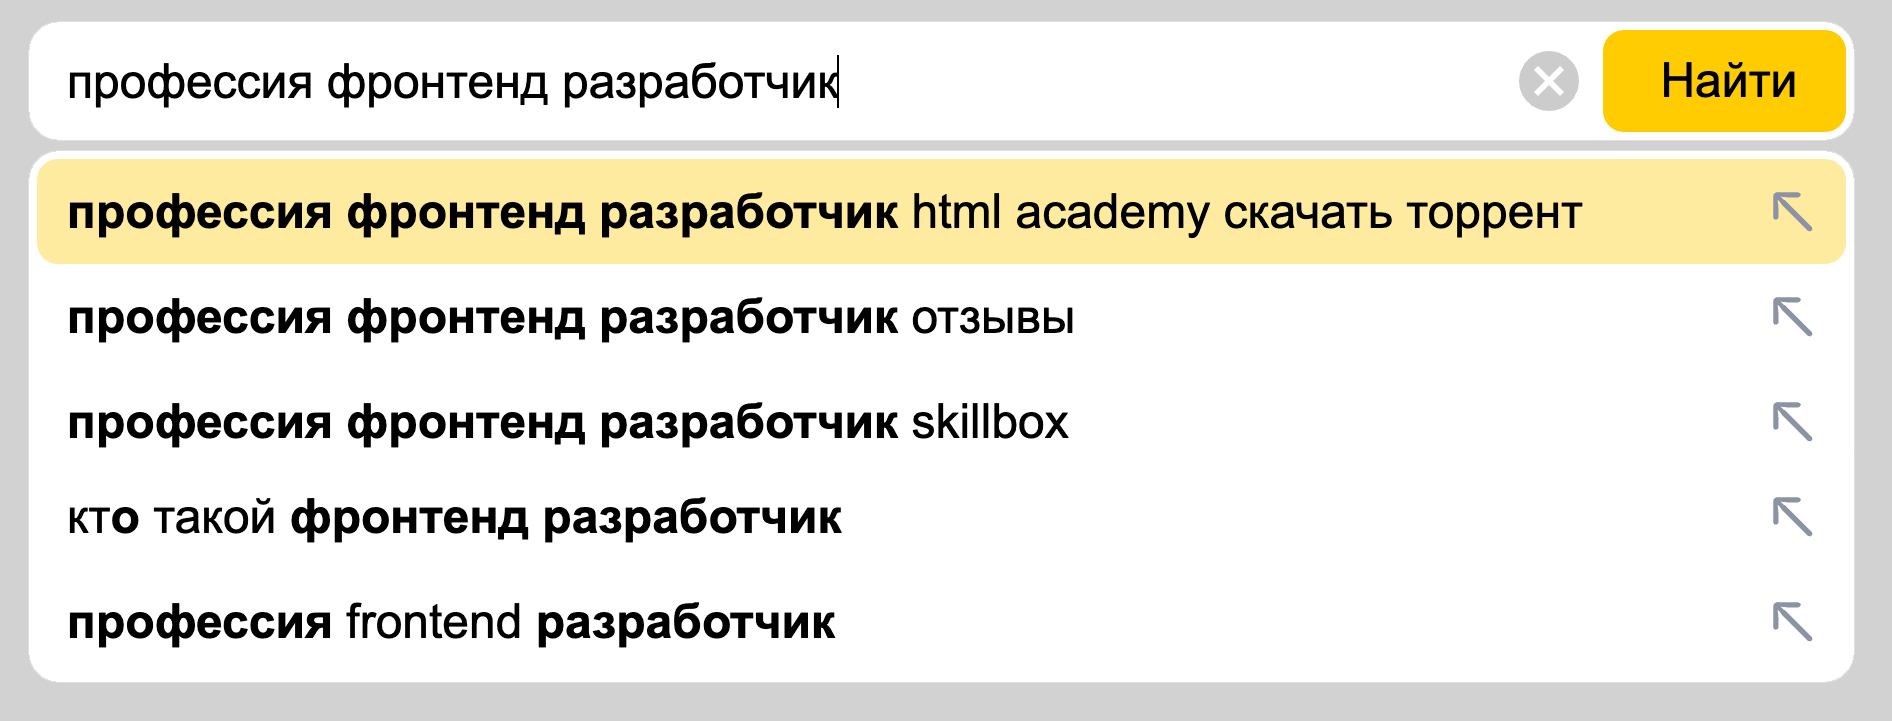 профессия фронтенд разработчик
Найти
профессия фронтенд разработчик html academy скачать торрент
профессия фронтенд разработчик отзывы
профессия фронтенд разработчик skillbox
кто такой фронтенд разработчик
профессия frontend разработчик